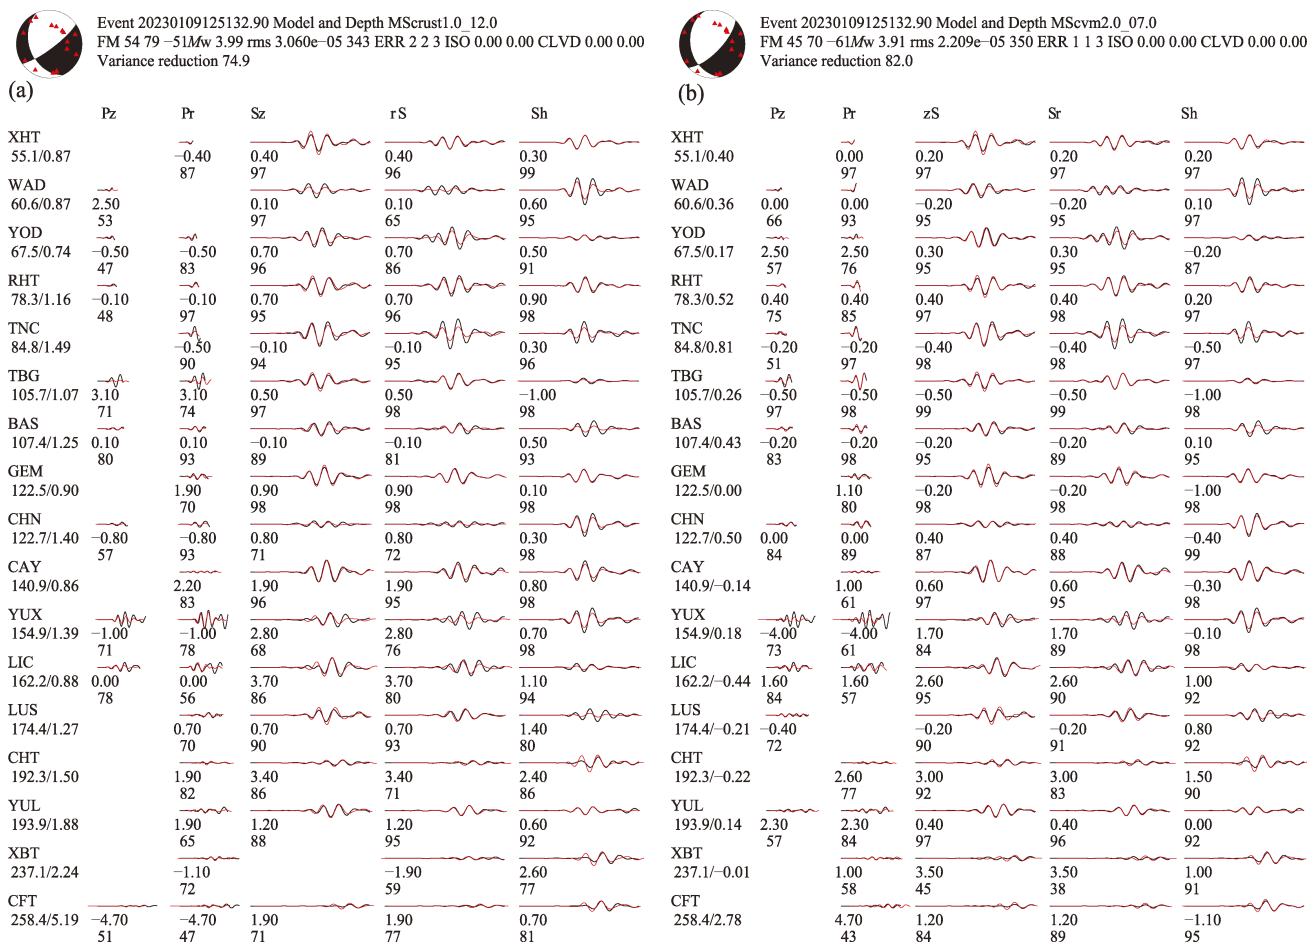 Event 20230109125132.90 Model and Depth MScrust1.0_12.0
FM 54 79 −51Mw 3.99 rms 3.060e−05 343 ERR 2 2 3 ISO 0.00 0.00 CLVD 0.00 0.00
Variance reduction 74.9
(a)
Pz Pr Sz rS Sh
XHT
55.1/0.87 −0.40 0.40 0.40 0.30
87 97 96 99
WAD
60.6/0.87 2.50 0.10 0.10 0.60
53 97 65 95
YOD
67.5/0.74 −0.50 −0.50 0.70 0.70 0.50
47 83 96 86 91
RHT
78.3/1.16 −0.10 −0.10 0.70 0.70 0.90
48 97 95 96 98
TNC
84.8/1.49 −0.50 −0.10 −0.10 0.30
90 94 95 96
TBG
105.7/1.07 3.10 3.10 0.50 0.50 −1.00
71 74 97 98 98
BAS
107.4/1.25 0.10 0.10 −0.10 −0.10 0.50
80 93 89 81 93
GEM
122.5/0.90 1.90 0.90 0.90 0.10
70 98 98 98
CHN
122.7/1.40 −0.80 −0.80 0.80 0.80 0.30
57 93 71 72 98
CAY
140.9/0.86 2.20 1.90 1.90 0.80
83 96 95 98
YUX
154.9/1.39 −1.00 −1.00 2.80 2.80 0.70
71 78 68 76 98
LIC
162.2/0.88 0.00 0.00 3.70 3.70 1.10
78 56 86 80 94
LUS
174.4/1.27 0.70 0.70 0.70 1.40
70 90 93 80
CHT
192.3/1.50 1.90 3.40 3.40 2.40
82 86 71 86
YUL
193.9/1.88 1.90 1.20 1.20 0.60
65 88 95 92
XBT
237.1/2.24 −1.10 −1.90 2.60
72 59 77
CFT
258.4/5.19 −4.70 −4.70 1.90 1.90 0.70
51 47 71 77 81
Event 20230109125132.90 Model and Depth MScvm2.0_07.0
FM 45 70 −61Mw 3.91 rms 2.209e−05 350 ERR 1 1 3 ISO 0.00 0.00 CLVD 0.00 0.00
Variance reduction 82.0
(b)
Pz Pr zS Sr Sh
XHT
55.1/0.40 0.00 0.20 0.20 0.20
97 97 97 97
WAD
60.6/0.36 0.00 0.00 −0.20 −0.20 0.10
66 93 95 95 97
YOD
67.5/0.17 2.50 2.50 0.30 0.30 −0.20
57 76 95 95 87
RHT
78.3/0.52 0.40 0.40 0.40 0.40 0.20
75 85 97 98 97
TNC
84.8/0.81 −0.20 −0.20 −0.40 −0.40 −0.50
51 97 98 98 97
TBG
105.7/0.26 −0.50 −0.50 −0.50 −0.50 −1.00
97 98 99 99 98
BAS
107.4/0.43 −0.20 −0.20 −0.20 −0.20 0.10
83 98 95 89 95
GEM
122.5/0.00 1.10 −0.20 −0.20 −1.00
80 98 98 98
CHN
122.7/0.50 0.00 0.00 0.40 0.40 −0.40
84 89 87 88 99
CAY
140.9/−0.14 1.00 0.60 0.60 −0.30
61 97 95 98
YUX
154.9/0.18 −4.00 −4.00 1.70 1.70 −0.10
73 61 84 89 98
LIC
162.2/−0.44 1.60 1.60 2.60 2.60 1.00
84 57 95 90 92
LUS
174.4/−0.21 −0.40 −0.20 −0.20 0.80
72 90 91 92
CHT
192.3/−0.22 2.60 3.00 3.00 1.50
77 92 83 90
YUL
193.9/0.14 2.30 2.30 0.40 0.40 0.00
57 84 97 96 92
XBT
237.1/−0.01 1.00 3.50 3.50 1.00
58 45 38 91
CFT
258.4/2.78 4.70 1.20 1.20 −1.10
43 84 89 95